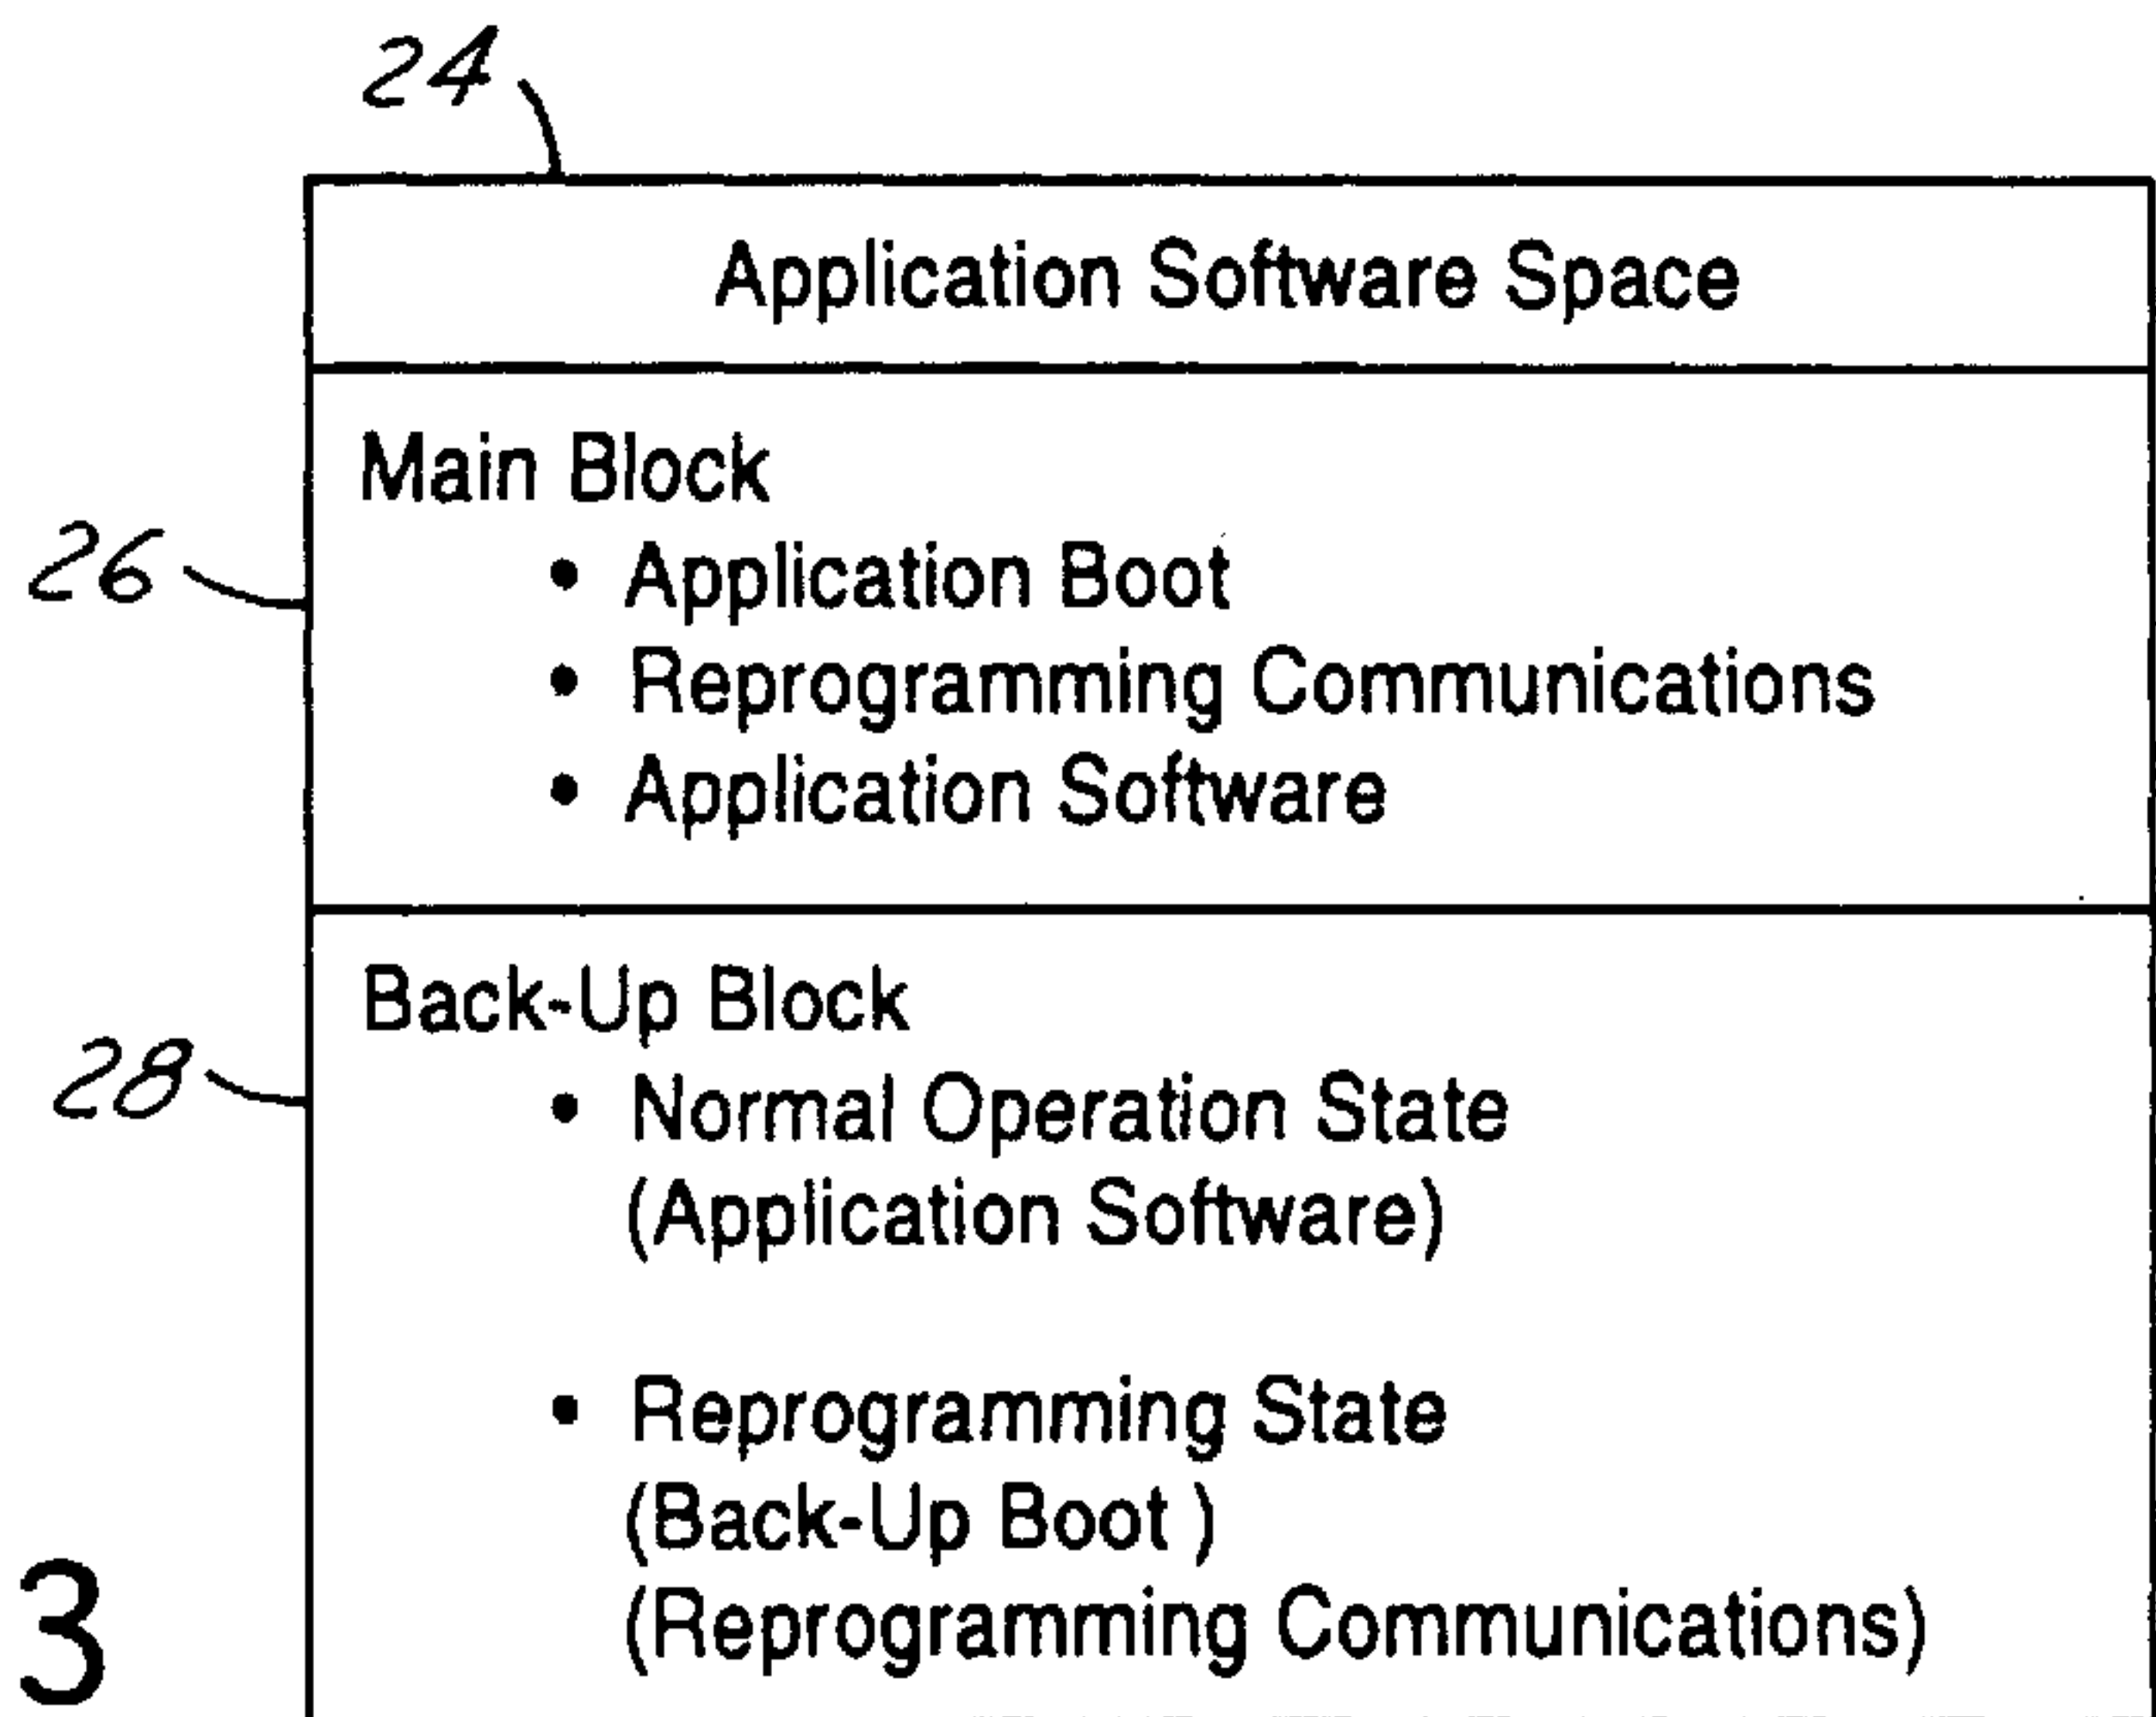 24
Application Software Space
Main Block
26
• Application Boot
• Reprogramming Communications
• Application Software
Back-Up Block
28
• Normal Operation State
(Application Software)
• Reprogramming State
(Back-Up Boot )
(Reprogramming Communications)
3